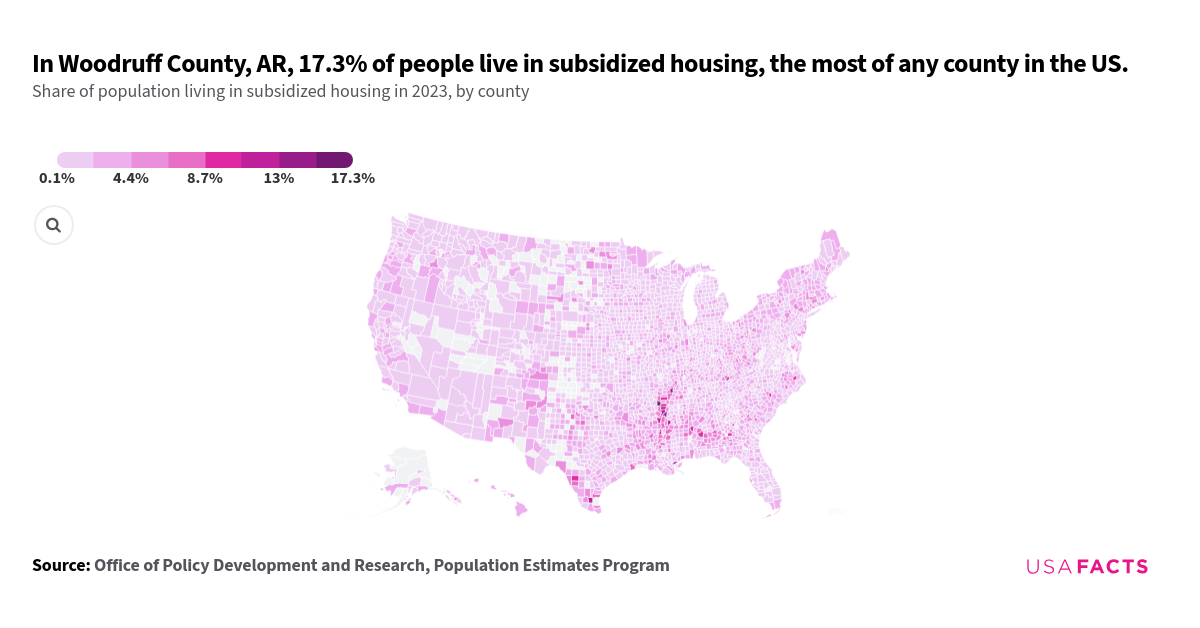 In Woodruff County, AR, 17.3% of people live in subsidized housing, the most of any county in the US.
Share of population living in subsidized housing in 2023, by county
0.1% 4.4% 8.7% 13% 17.3%
Source: Office of Policy Development and Research, Population Estimates Program
USAFACTS